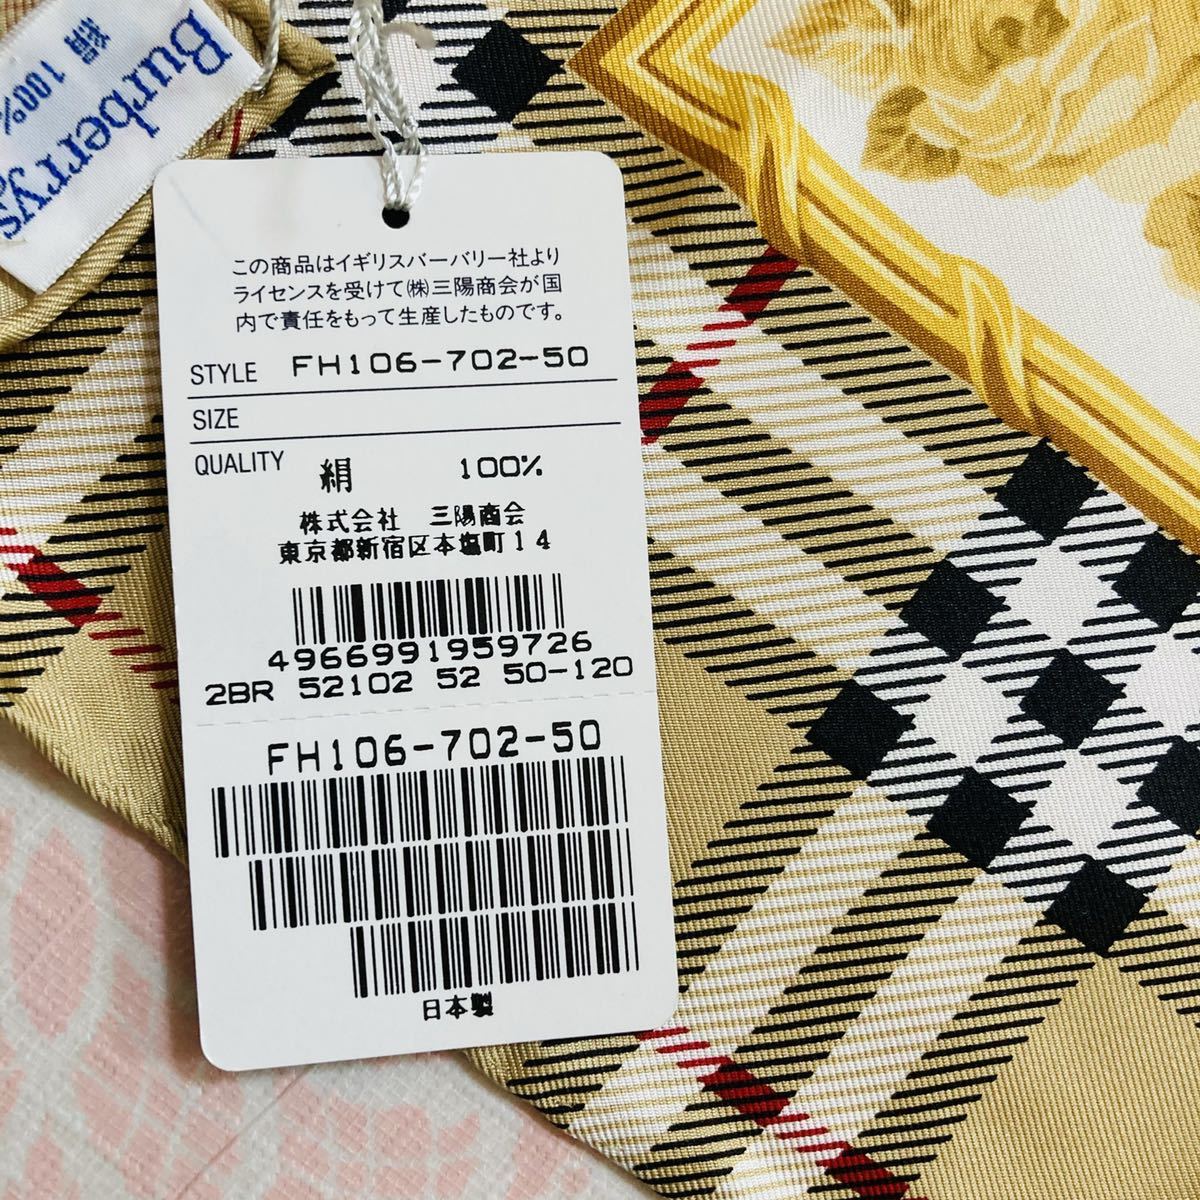 Burberrys
絹 100%
この商品はイギリスバーバリー社より
ライセンスを受けて(株)三陽商会が国
内で責任をもって生産したものです。
STYLE FH106-702-50
SIZE
QUALITY 絹 100%
株式会社 三陽商会
東京都新宿区本塩町14
4966991959726
2BR 52102 52 50-120
FH106-702-50
日本製